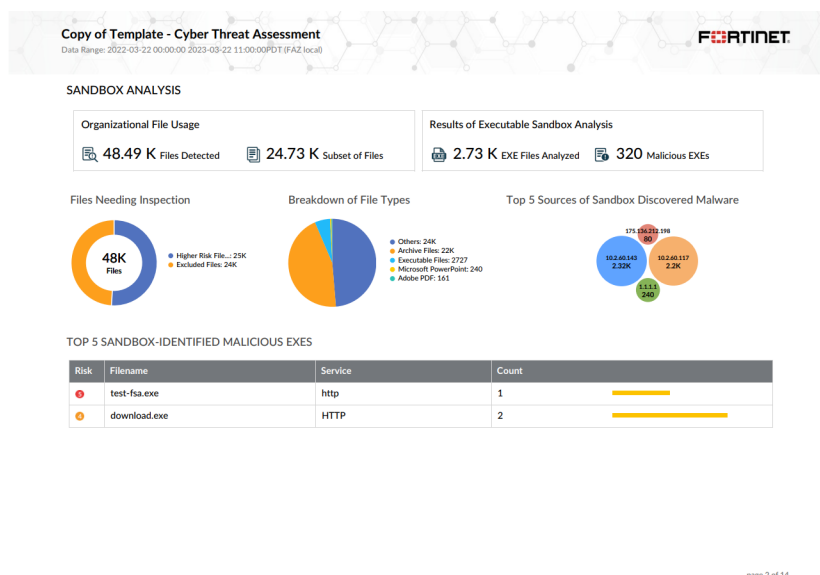 Copy of Template - Cyber Threat Assessment
Data Range: 2022-03-22 00:00:00 2023-03-22 11:00:00PDT (FAZ local)
FORTINET
SANDBOX ANALYSIS
Organizational File Usage
48.49 K Files Detected
24.73 K Subset of Files
Results of Executable Sandbox Analysis
EXE
2.73 K EXE Files Analyzed
320 Malicious EXEs
Files Needing Inspection
48K
Files
Higher Risk File...: 25K
Excluded Files: 24K
Breakdown of File Types
Others: 24K
Archive Files: 22K
Executable Files: 2727
Microsoft PowerPoint: 240
Adobe PDF: 161
Top 5 Sources of Sandbox Discovered Malware
175.136.212.198
80
10.2.60.143
2.32K
10.2.60.117
2.2K
1.1.1.1
240
TOP 5 SANDBOX-IDENTIFIED MALICIOUS EXES
Risk Filename Service Count
5 test-fsa.exe http 1
4 download.exe HTTP 2